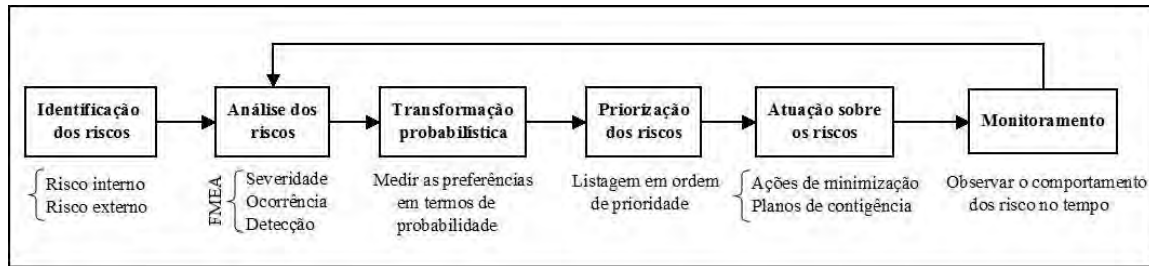 Identificação
dos riscos
Análise dos
riscos
Transformação
probabilística
Priorização
dos riscos
Atuação sobre
os riscos
Monitoramento
Risco interno
Risco externo
FMEA
Severidade
Ocorrência
Detecção
Medir as preferências
em termos de
probabilidade
Listagem em ordem
de prioridade
Ações de minimização
Planos de contigência
Observar o comportamento
dos risco no tempo